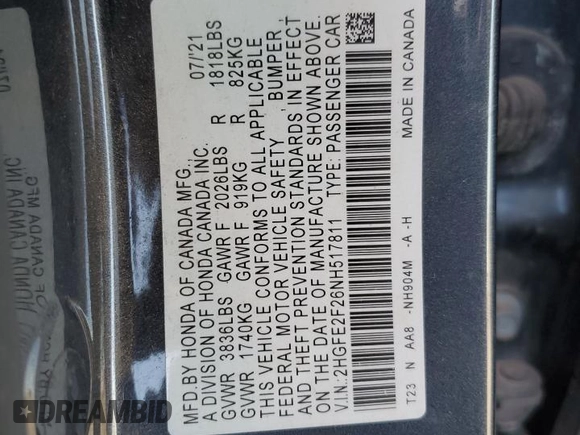 MFD.BY HONDA OF CANADA MFG.,
A DIVISION OF HONDA CANADA INC. 07/'21
GVWR 3836LBS GAWR F 2026LBS R 1818LBS
GVWR 1740KG GAWR F 919KG R 825KG
THIS VEHICLE CONFORMS TO ALL APPLICABLE
FEDERAL MOTOR VEHICLE SAFETY , BUMPER,
AND THEFT PREVENTION STANDARDS IN EFFECT
ON THE DATE OF MANUFACTURE SHOWN ABOVE.
V.I.N.: 2HGFE2F26NH517811 TYPE: PASSENGER CAR
T23 N AA8 -NH904M -A -H MADE IN CANADA
DREAMBID